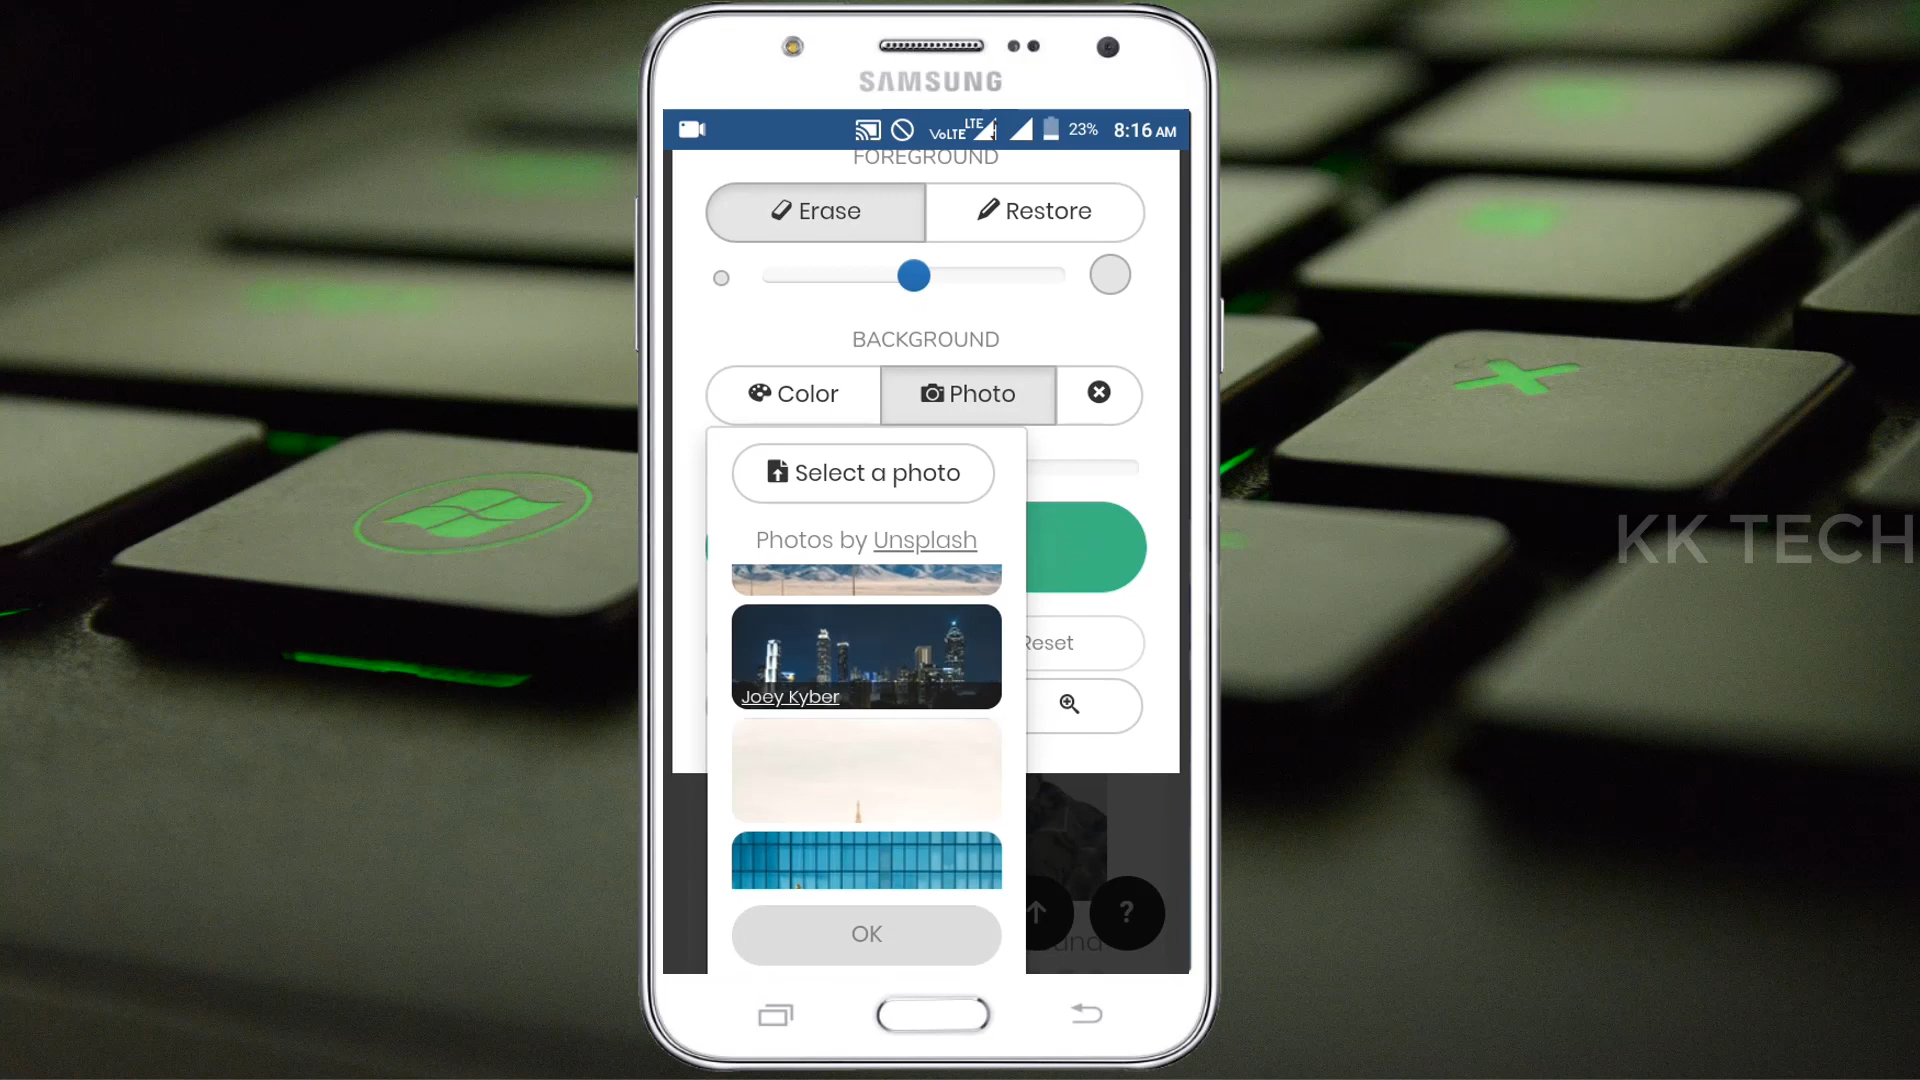 SAMSUNG
VoLTE LTE 23% 8:16 AM
FOREGROUND
Erase Restore
BACKGROUND
Color Photo
Select a photo
Photos by Unsplash
Joey Kyber
Reset
OK
?
KK TECH